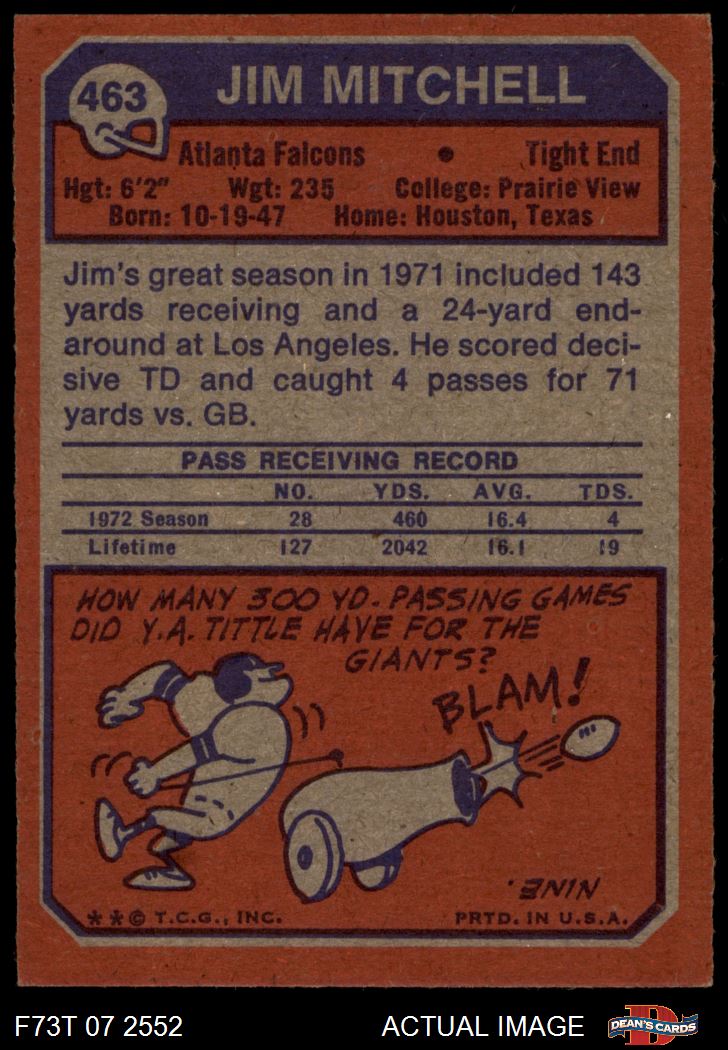 463
JIM MITCHELL
Atlanta Falcons • Tight End
Hgt: 6'2" Wgt: 235 College: Prairie View
Born: 10-19-47 Home: Houston, Texas
Jim's great season in 1971 included 143
yards receiving and a 24-yard end-
around at Los Angeles. He scored deci-
sive TD and caught 4 passes for 71
yards vs. GB.
PASS RECEIVING RECORD
NO. YDS. AVG. TDS.
1972 Season 28 460 16.4 4
Lifetime 127 2042 16.1 19
HOW MANY 300 YD. PASSING GAMES
DID Y.A. TITTLE HAVE FOR THE
GIANTS?
BLAM!
NINE.
**© T.C.G., INC. PRTD. IN U.S.A.
F73T 07 2552 ACTUAL IMAGE D DEAN'S CARDS